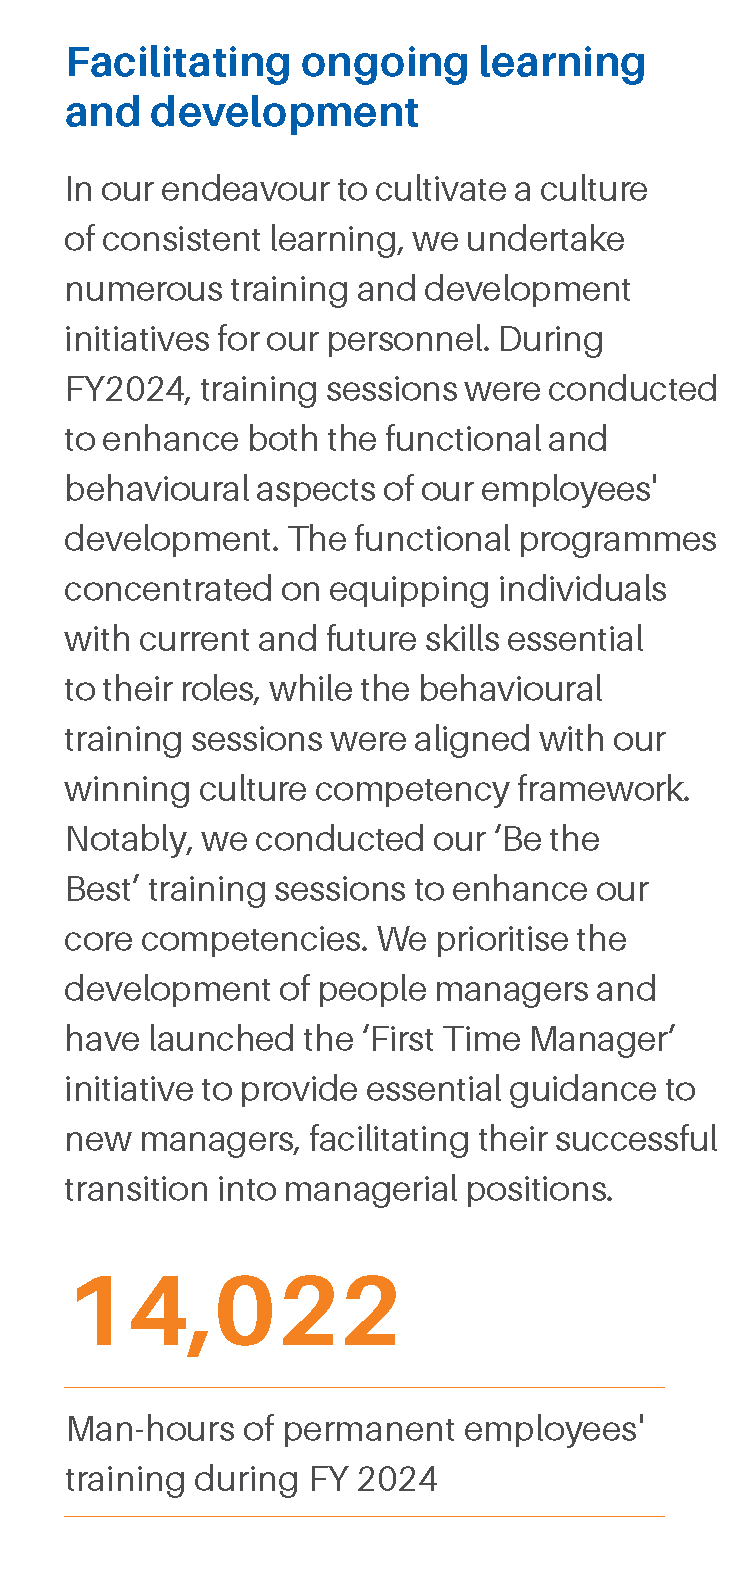 Facilitating ongoing learning
and development
In our endeavour to cultivate a culture
of consistent learning, we undertake
numerous training and development
initiatives for our personnel. During
FY2024, training sessions were conducted
to enhance both the functional and
behavioural aspects of our employees'
development. The functional programmes
concentrated on equipping individuals
with current and future skills essential
to their roles, while the behavioural
training sessions were aligned with our
winning culture competency framework.
Notably, we conducted our ‘Be the
Best’ training sessions to enhance our
core competencies. We prioritise the
development of people managers and
have launched the ‘First Time Manager’
initiative to provide essential guidance to
new managers, facilitating their successful
transition into managerial positions.
14,022
Man-hours of permanent employees'
training during FY 2024